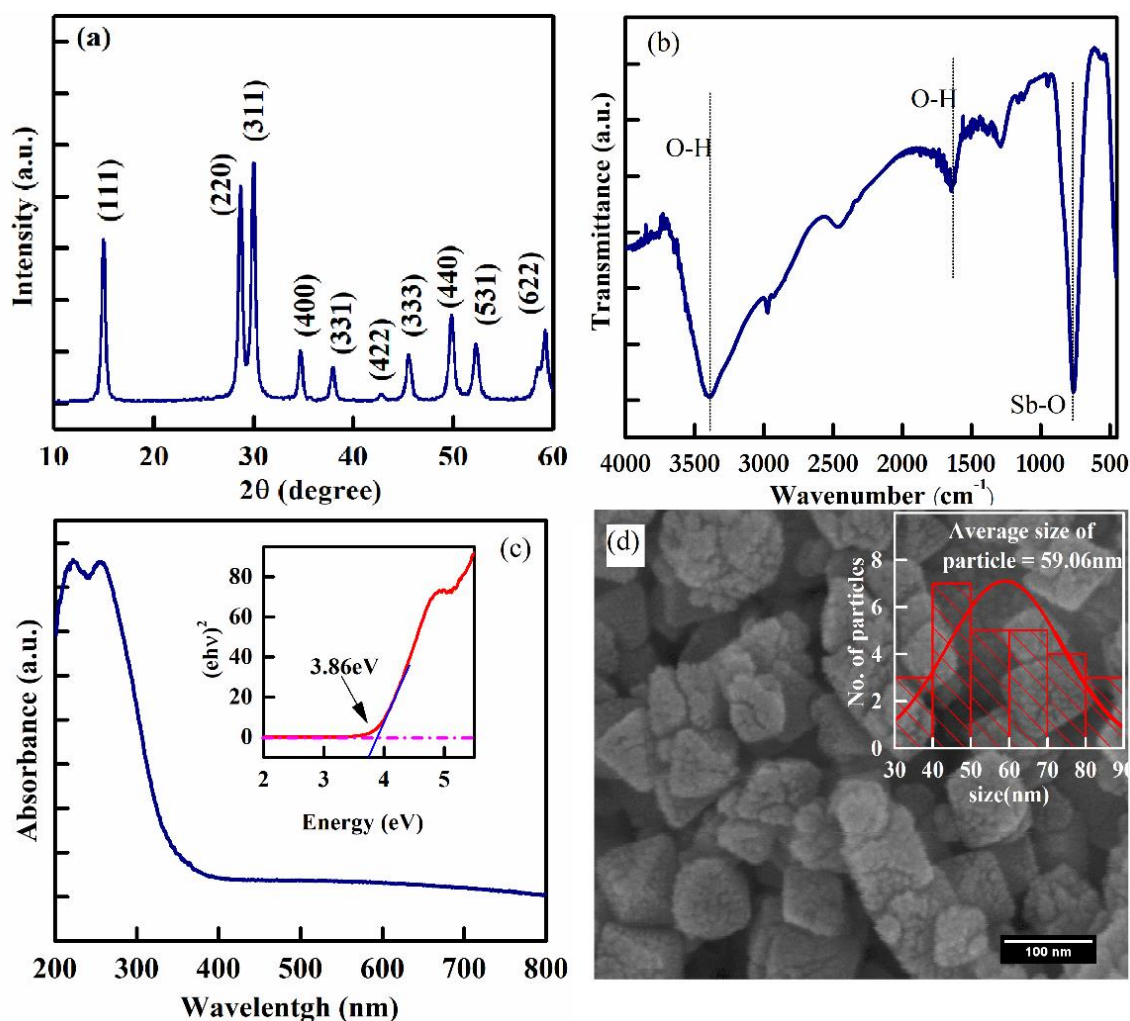 (a)
(111)
(220)
(311)
(400)
(331)
(422)
(333)
(440)
(531)
(622)
Intensity (a.u.)
10 20 30 40 50 60
2θ (degree)
(b)
O-H
O-H
Sb-O
Transmittance (a.u.)
4000 3500 3000 2500 2000 1500 1000 500
Wavenumber (cm⁻¹)
(c)
Absorbance (a.u.)
200 300 400 500 600 700 800
Wavelentgh (nm)
(ehν)²
80
60
40
20
0
3.86eV
2 3 4 5
Energy (eV)
(d)
Average size of
particle = 59.06nm
No. of particles
8
6
4
2
0
30 40 50 60 70 80 90
size(nm)
100 nm